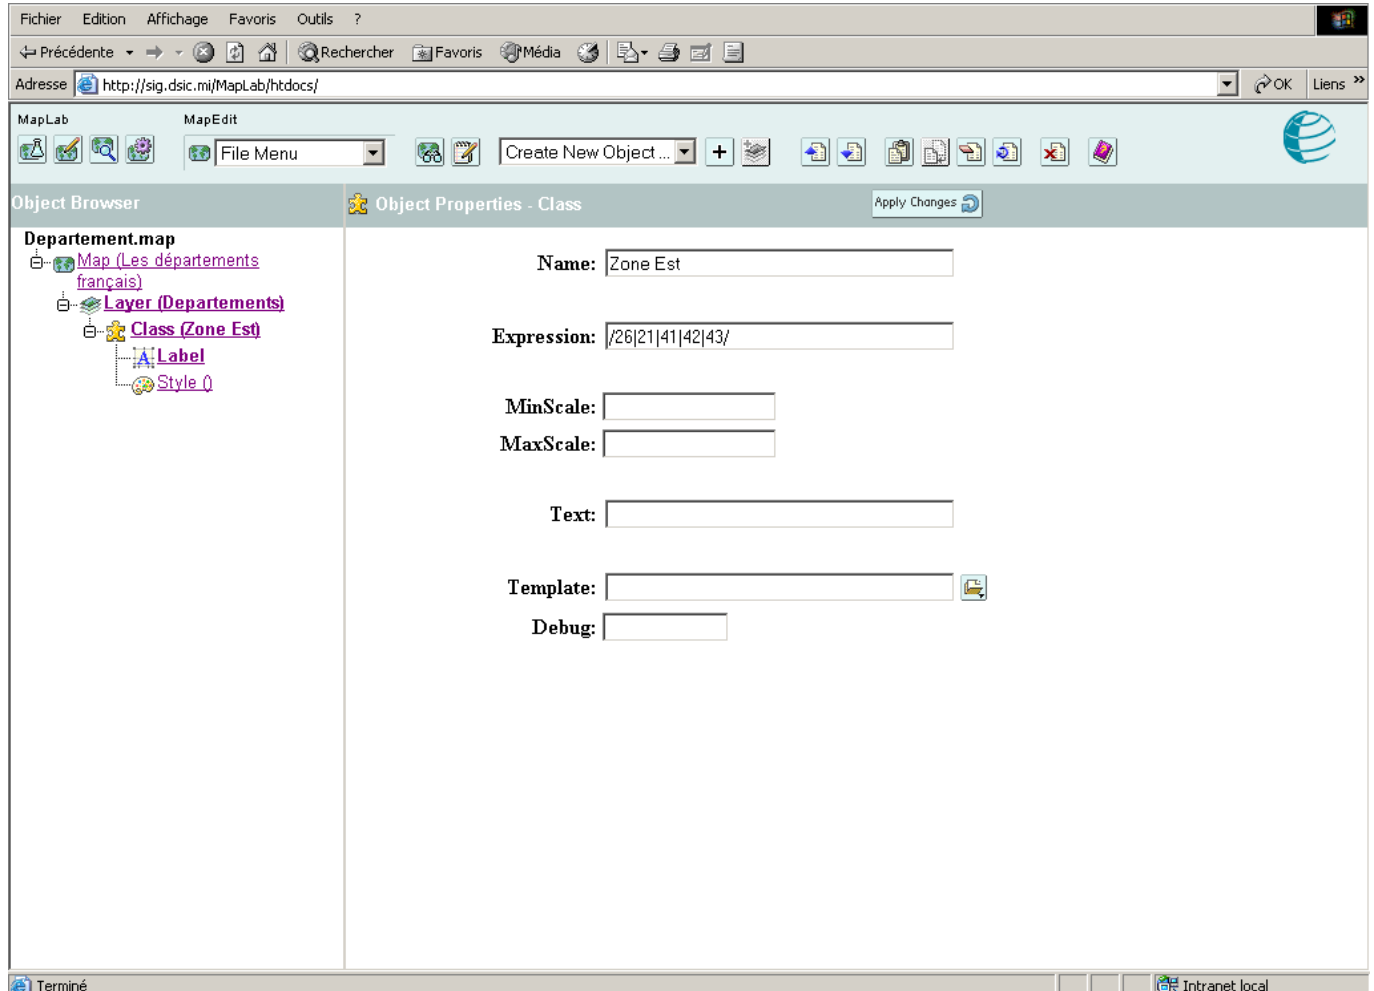 Fichier Edition Affichage Favoris Outils ?
Précédente Rechercher Favoris Média
Adresse http://sig.dsic.mi/MapLab/htdocs/ OK Liens »
MapLab MapEdit
File Menu Create New Object ... +
Object Browser Object Properties - Class Apply Changes
Departement.map
Map (Les départements
français)
Layer (Departements)
Class (Zone Est)
Label
Style ()
Name: Zone Est
Expression: /26|21|41|42|43/
MinScale:
MaxScale:
Text:
Template:
Debug:
Terminé Intranet local